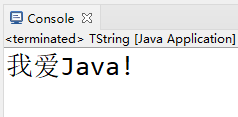 Console
<terminated> TString [Java Application]
我爱Java!